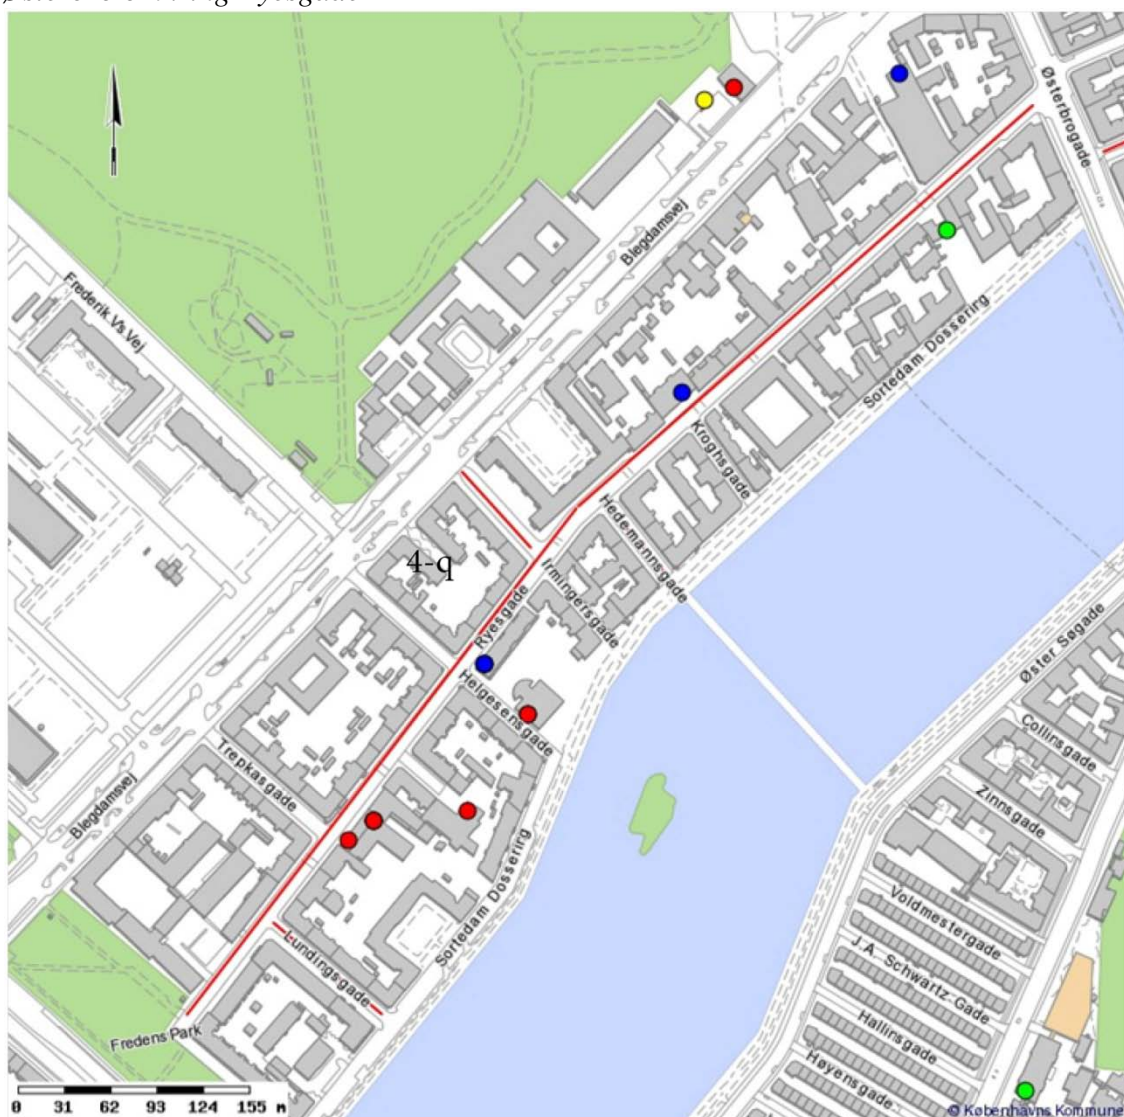 Østerbrogade
Blegdamsvej
Frederik V's Vej
Sortedam Dossering
Kroghsgade
Hedemannsgade
4-q
Irmingersgade
Ryesgade
Øster Søgade
Helgesensgade
Collinsgade
Trepkasgade
Zinnsgade
Blegdamsvej
Sortedam Dossering
Voldmestergade
Lundingsgade
J.A. Schwartz Gade
Fredens Park
Hallinsgade
Høyensgade
0 31 62 93 124 155 m
© Københavns Kommune